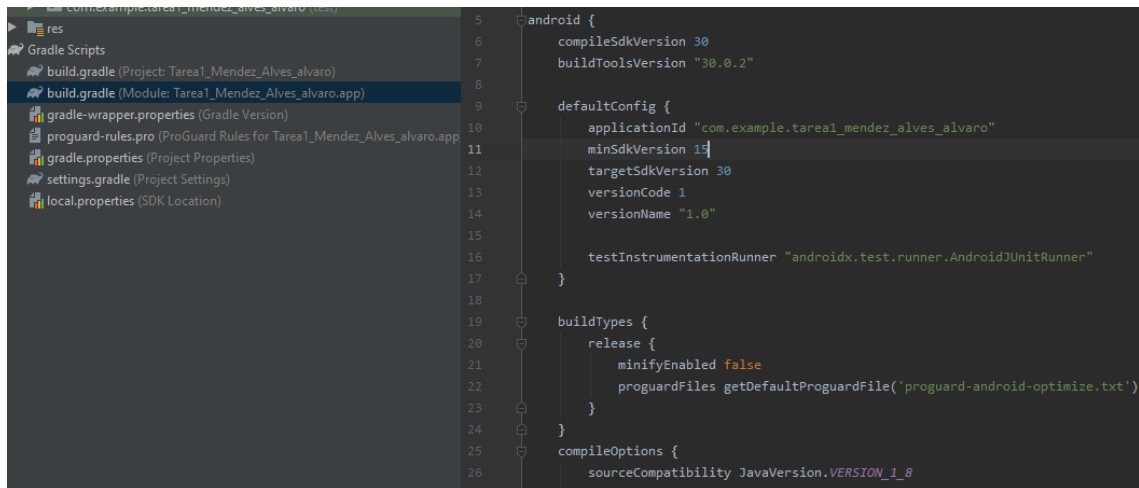 com.example.tarea1_mendez_alves_alvaro (test)
res
Gradle Scripts
build.gradle (Project: Tarea1_Mendez_Alves_alvaro)
build.gradle (Module: Tarea1_Mendez_Alves_alvaro.app)
gradle-wrapper.properties (Gradle Version)
proguard-rules.pro (ProGuard Rules for Tarea1_Mendez_Alves_alvaro.app
gradle.properties (Project Properties)
settings.gradle (Project Settings)
local.properties (SDK Location)
5 android {
6 compileSdkVersion 30
7 buildToolsVersion "30.0.2"
8
9 defaultConfig {
10 applicationId "com.example.tarea1_mendez_alves_alvaro"
11 minSdkVersion 15
12 targetSdkVersion 30
13 versionCode 1
14 versionName "1.0"
15
16 testInstrumentationRunner "androidx.test.runner.AndroidJUnitRunner"
17 }
18
19 buildTypes {
20 release {
21 minifyEnabled false
22 proguardFiles getDefaultProguardFile('proguard-android-optimize.txt')
23 }
24 }
25 compileOptions {
26 sourceCompatibility JavaVersion.VERSION_1_8